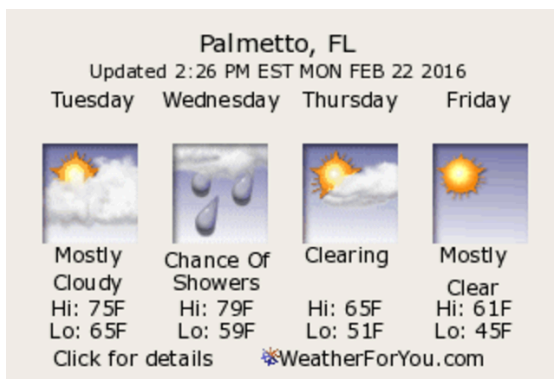 Palmetto, FL
Updated 2:26 PM EST MON FEB 22 2016
Tuesday Wednesday Thursday Friday
Mostly Cloudy Chance Of Showers Clearing Mostly Clear
Hi: 75F Hi: 79F Hi: 65F Hi: 61F
Lo: 65F Lo: 59F Lo: 51F Lo: 45F
Click for details WeatherForYou.com